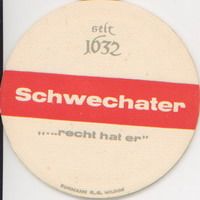 seit
1632
Schwechater
„...recht hat er"